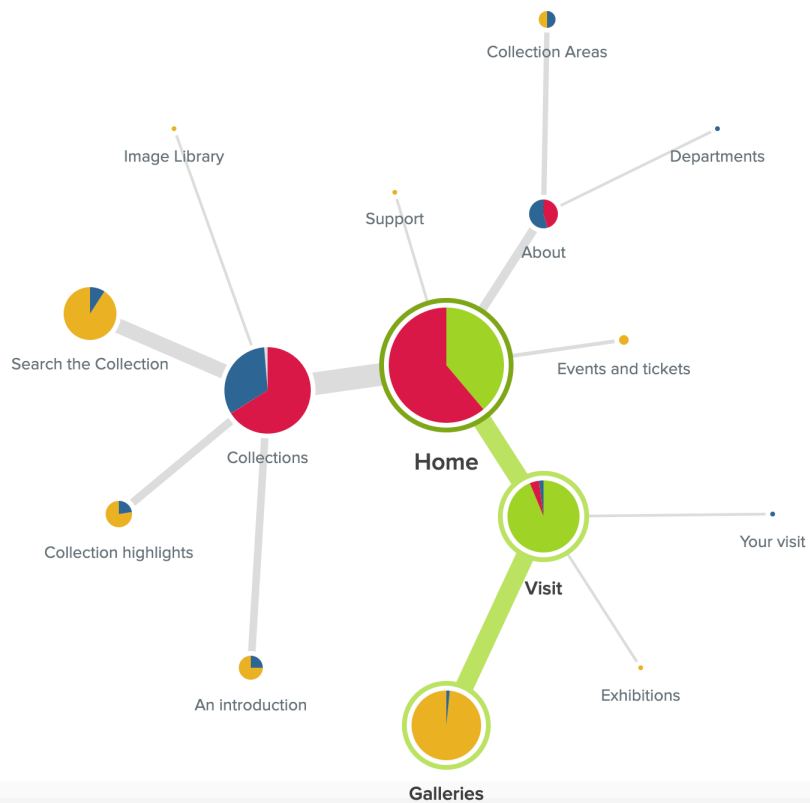 Collection Areas
Image Library
Departments
Support
About
Search the Collection
Events and tickets
Collections
Home
Your visit
Collection highlights
Visit
Exhibitions
An introduction
Galleries